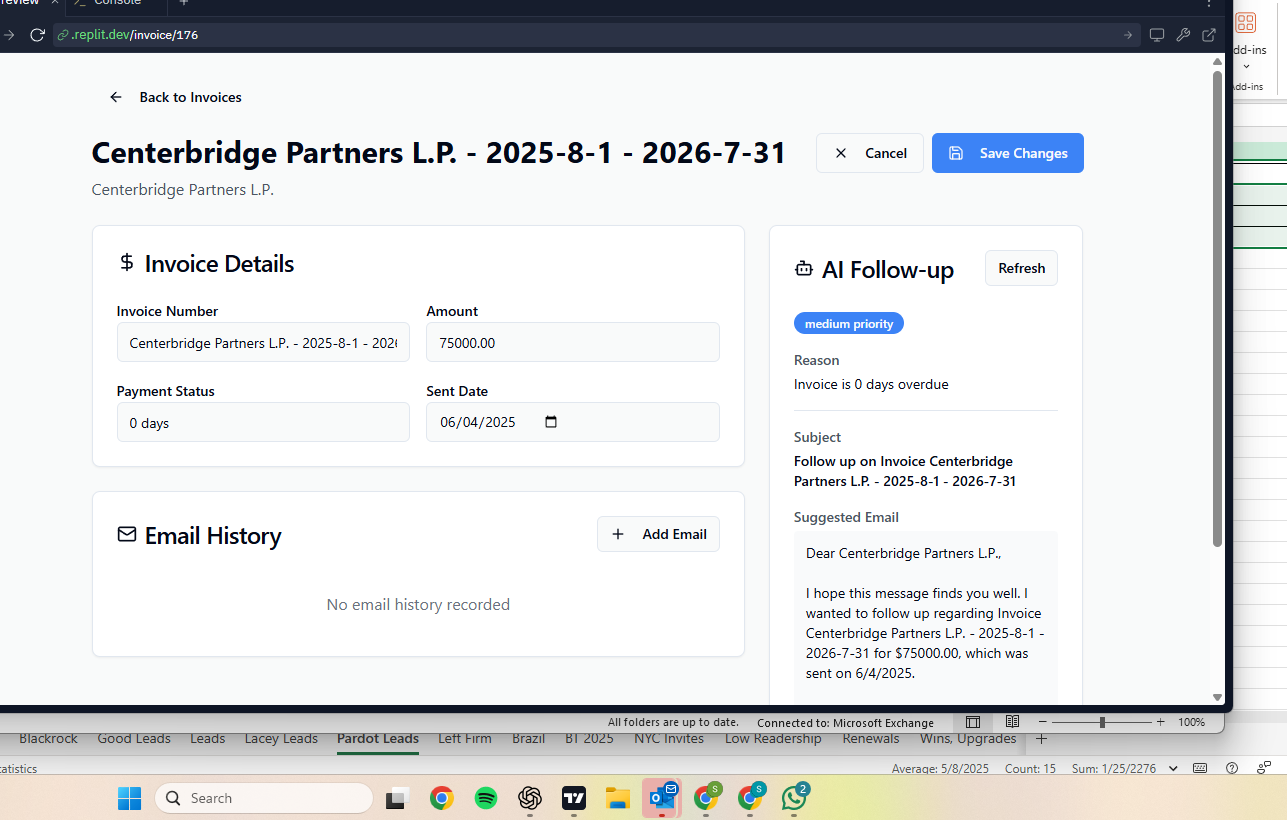 Console
.replit.dev/invoice/176
Back to Invoices
Centerbridge Partners L.P. - 2025-8-1 - 2026-7-31
Cancel
Save Changes
Centerbridge Partners L.P.
Invoice Details
Invoice Number
Amount
Centerbridge Partners L.P. - 2025-8-1 - 202
75000.00
Payment Status
Sent Date
0 days
06/04/2025
Email History
Add Email
No email history recorded
AI Follow-up
Refresh
medium priority
Reason
Invoice is 0 days overdue
Subject
Follow up on Invoice Centerbridge
Partners L.P. - 2025-8-1 - 2026-7-31
Suggested Email
Dear Centerbridge Partners L.P.,
I hope this message finds you well. I
wanted to follow up regarding Invoice
Centerbridge Partners L.P. - 2025-8-1 -
2026-7-31 for $75000.00, which was
sent on 6/4/2025.
dd-ins
dd-ins
All folders are up to date.
Connected to: Microsoft Exchange
100%
Blackrock
Good Leads
Leads
Lacey Leads
Pardot Leads
Left Firm
Brazil
BT 2025
NYC Invites
Low Readership
Renewals
Wins, Upgrades
atistics
Average: 5/8/2025
Count: 15
Sum: 1/25/2276
Search
S
S
2